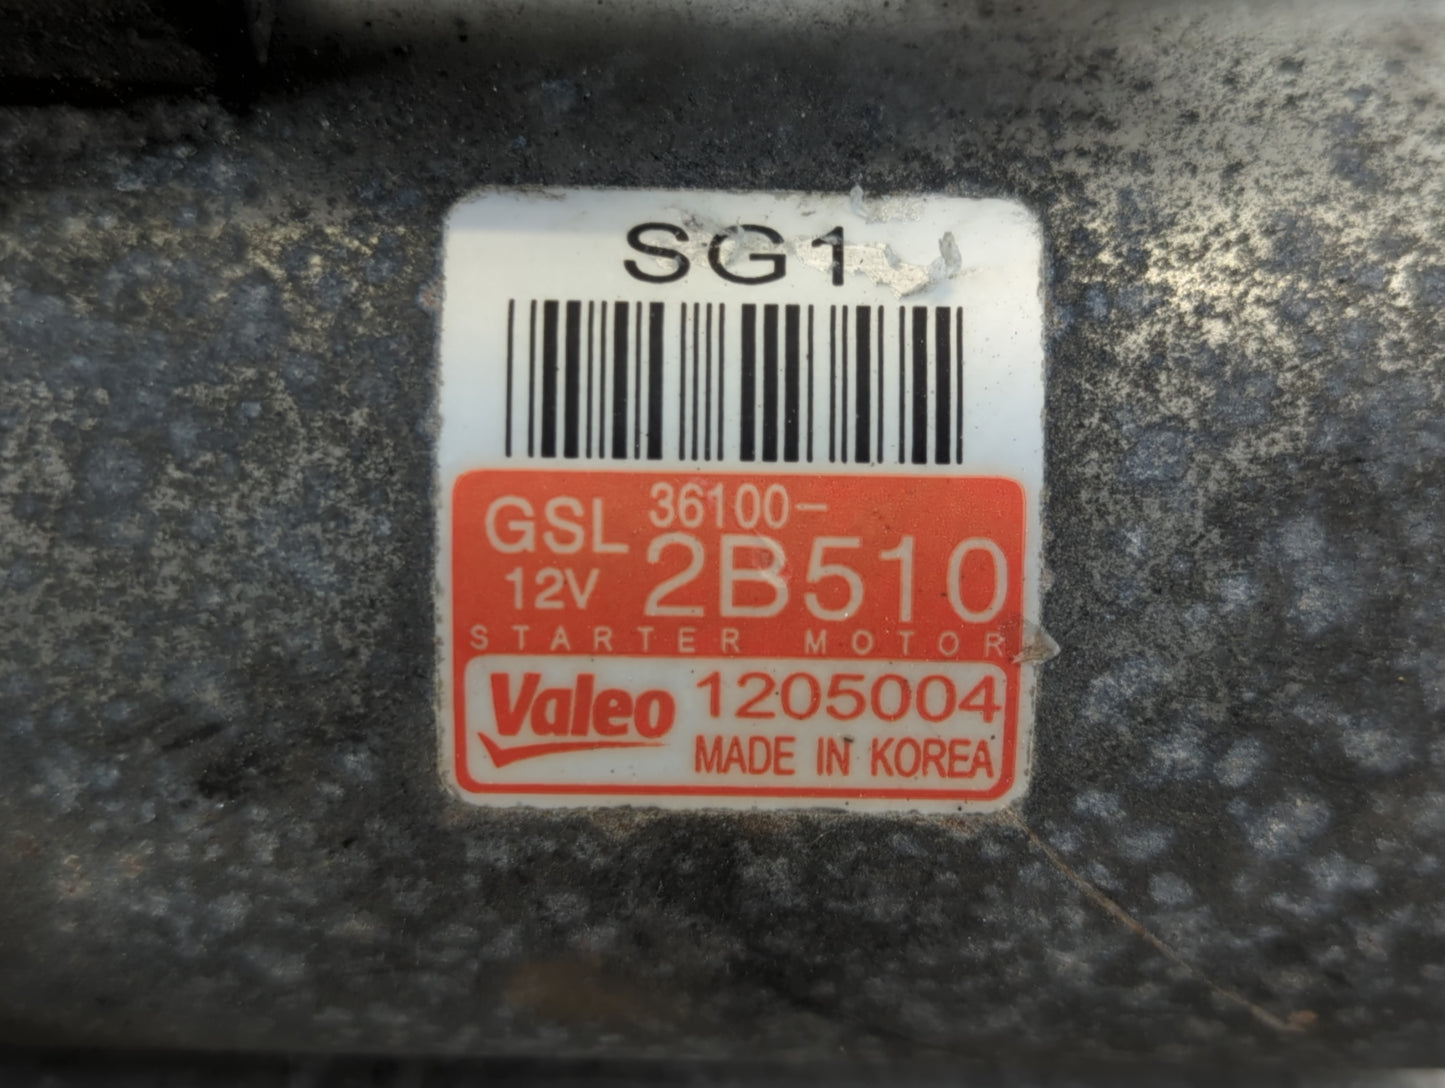 SG1
GSL 36100-
12V 2B510
STARTER MOTOR
Valeo 1205004
MADE IN KOREA